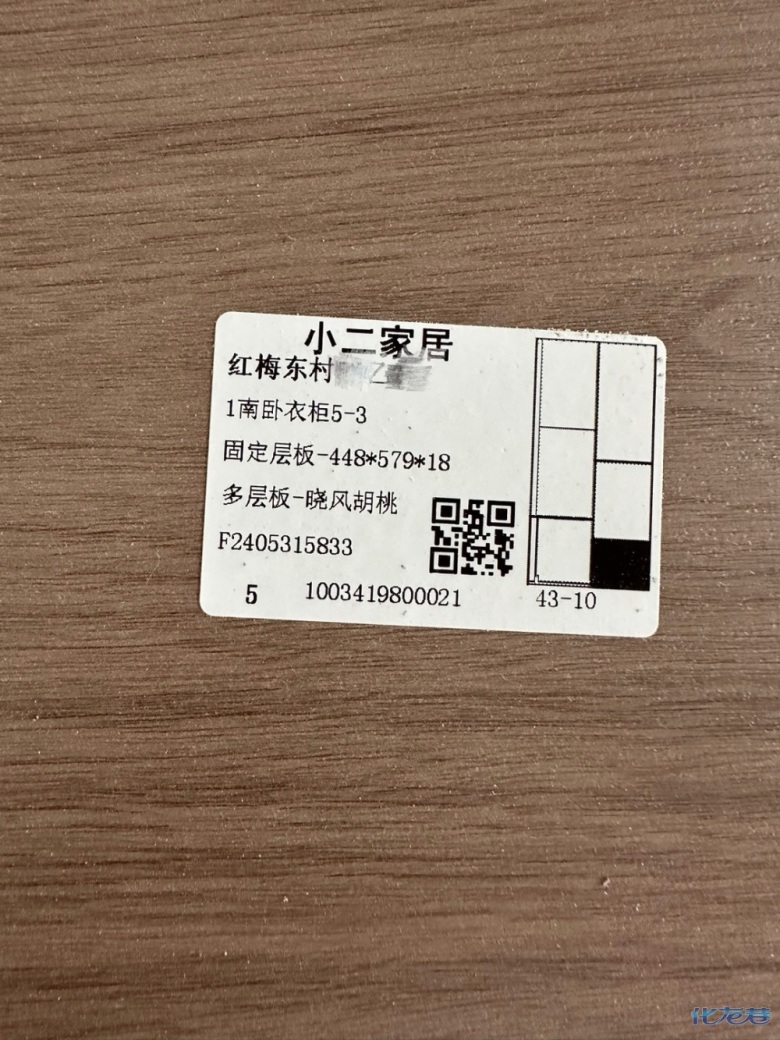 小二家居
红梅东村
1南卧衣柜5-3
固定层板-448*579*18
多层板-晓风胡桃
F2405315833
5 1003419800021 43-10
化龙巷